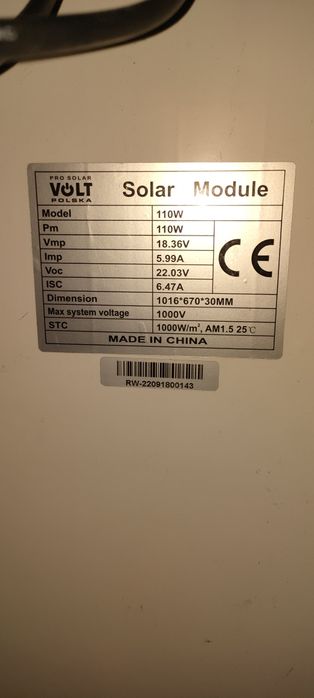 PRO SOLAR
VOLT
POLSKA
Solar Module
Model 110W
Pm 110W
Vmp 18.36V
Imp 5.99A
Voc 22.03V
ISC 6.47A
Dimension 1016*670*30MM
Max system voltage 1000V
STC 1000W/m², AM1.5 25℃
CE
MADE IN CHINA
RW-22091800143